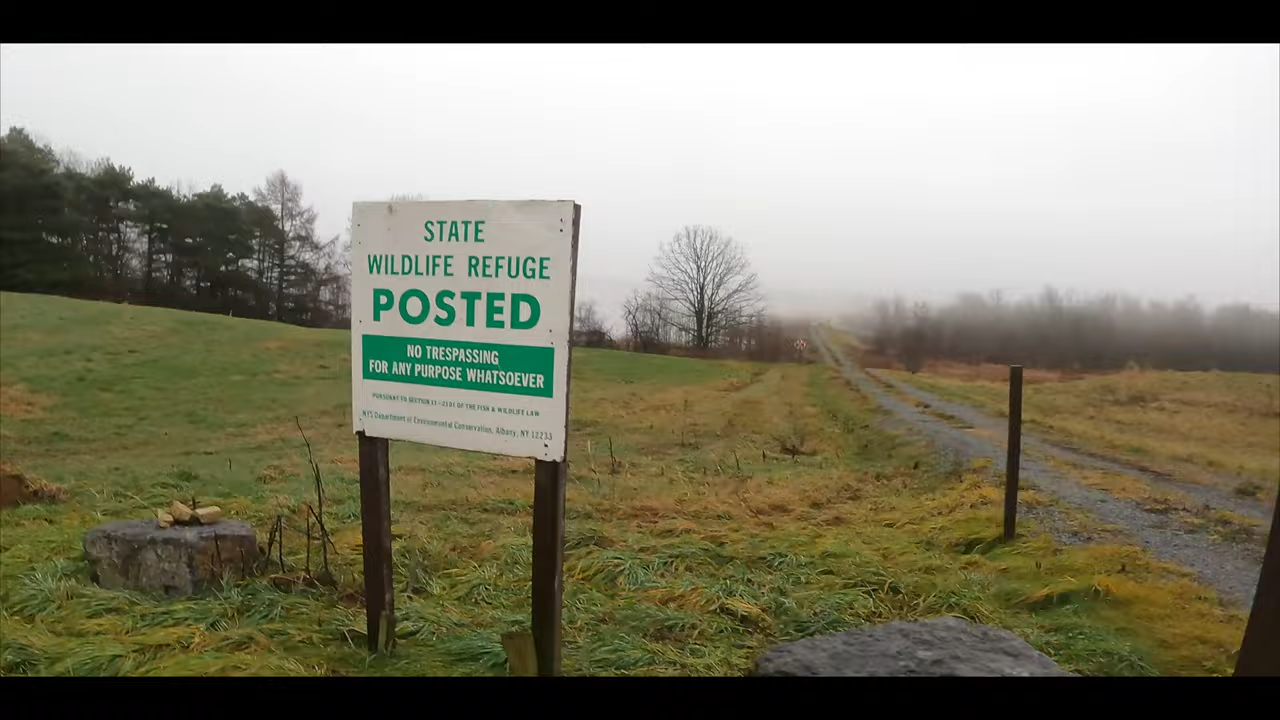 STATE
WILDLIFE REFUGE
POSTED
NO TRESPASSING
FOR ANY PURPOSE WHATSOEVER
PURSUANT TO SECTION 11-2101 OF THE FISH & WILDLIFE LAW
NYS Department of Environmental Conservation, Albany, NY 12233